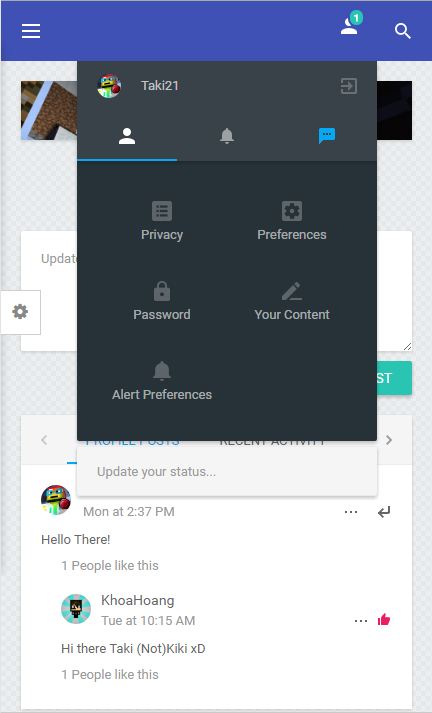 1
Taki21
Privacy
Preferences
Password
Your Content
Alert Preferences
Update
ST
PROFILE POSTS
RECENT ACTIVITY
Update your status...
Mon at 2:37 PM
Hello There!
1 People like this
KhoaHoang
Tue at 10:15 AM
Hi there Taki (Not)Kiki xD
1 People like this